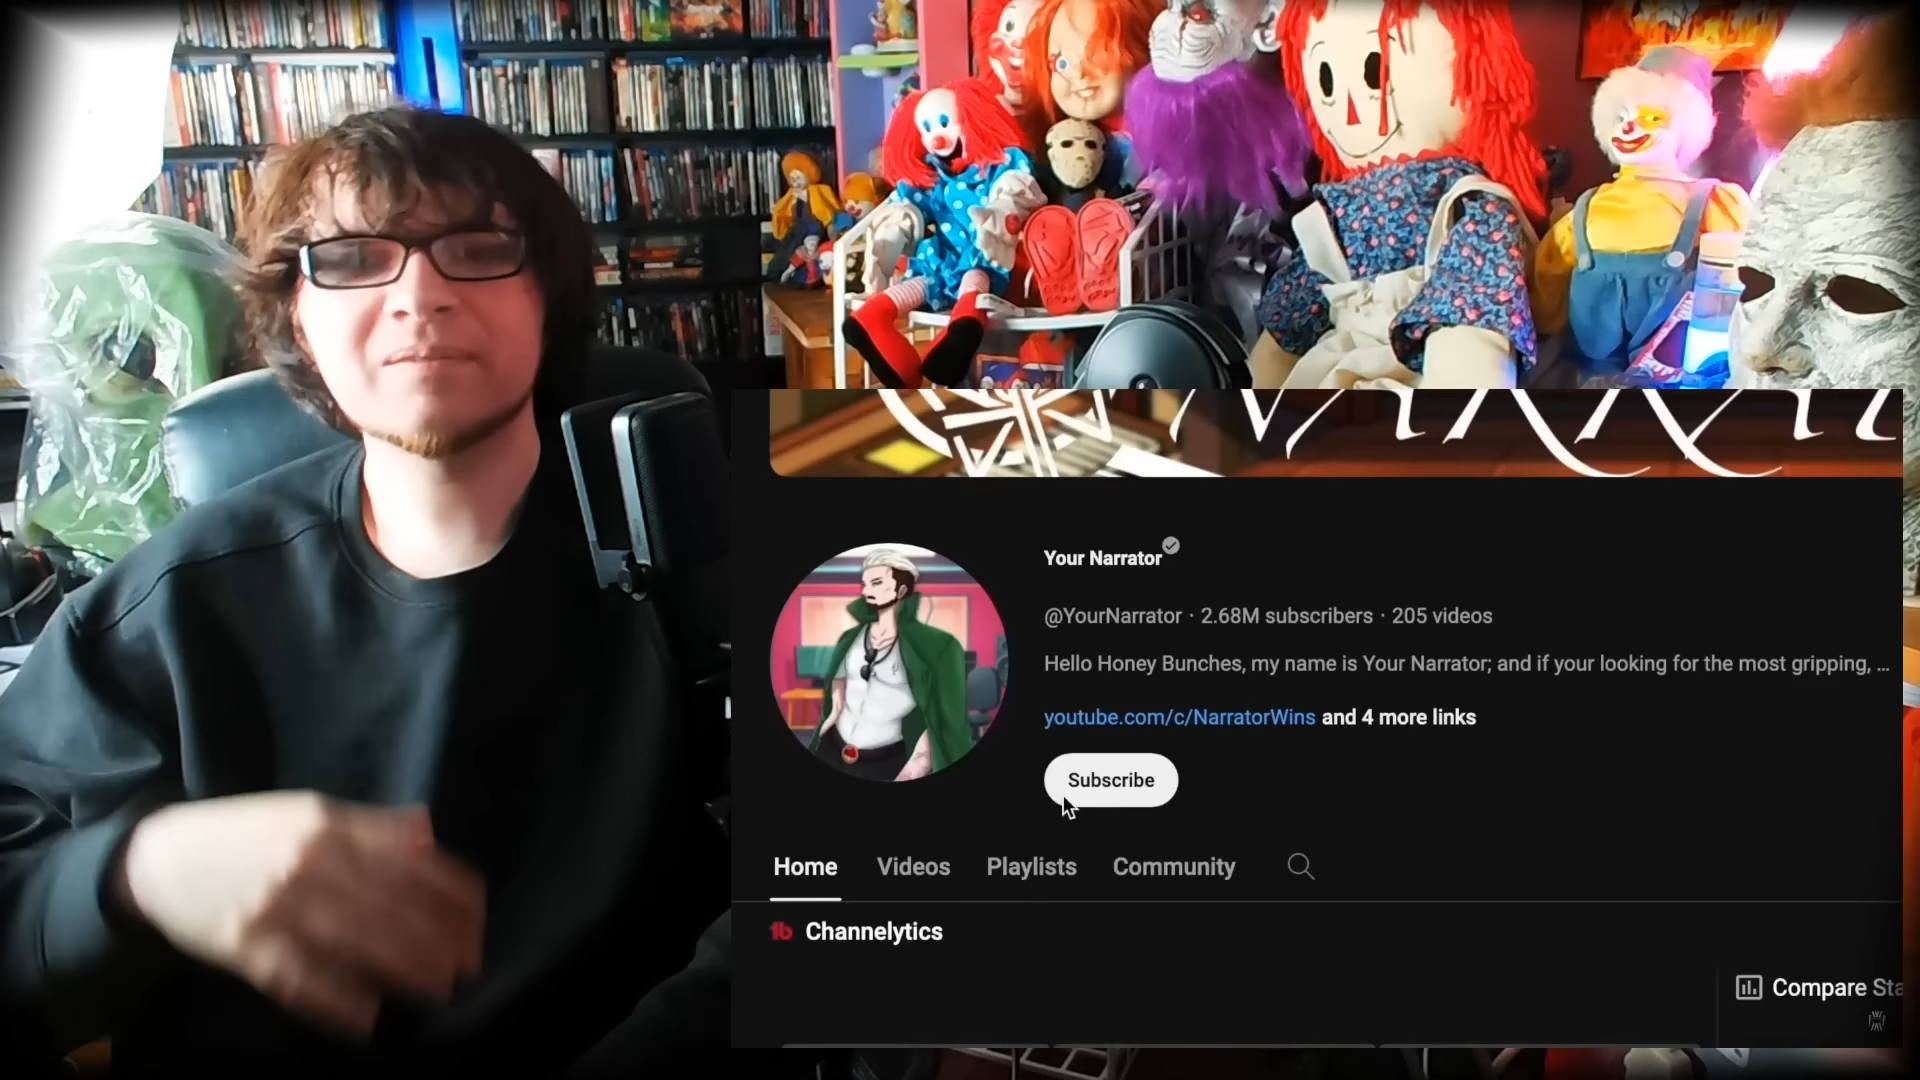 Your Narrator
@YourNarrator · 2.68M subscribers · 205 videos
Hello Honey Bunches, my name is Your Narrator; and if your looking for the most gripping, ...
youtube.com/c/NarratorWins and 4 more links
Subscribe
Home Videos Playlists Community
1b Channelytics
Compare Sta